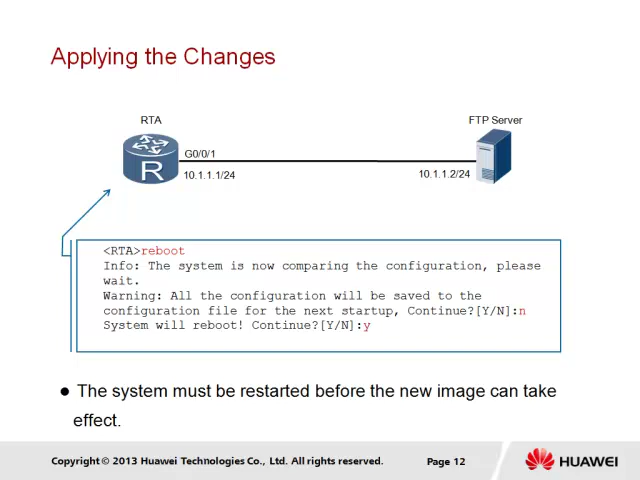 Applying the Changes
RTA
FTP Server
G0/0/1
10.1.1.1/24
10.1.1.2/24
R
<RTA>reboot
Info: The system is now comparing the configuration, please
wait.
Warning: All the configuration will be saved to the
configuration file for the next startup, Continue?[Y/N]:n
System will reboot! Continue?[Y/N]:y
● The system must be restarted before the new image can take
effect.
Copyright © 2013 Huawei Technologies Co., Ltd. All rights reserved.
Page 12
HUAWEI